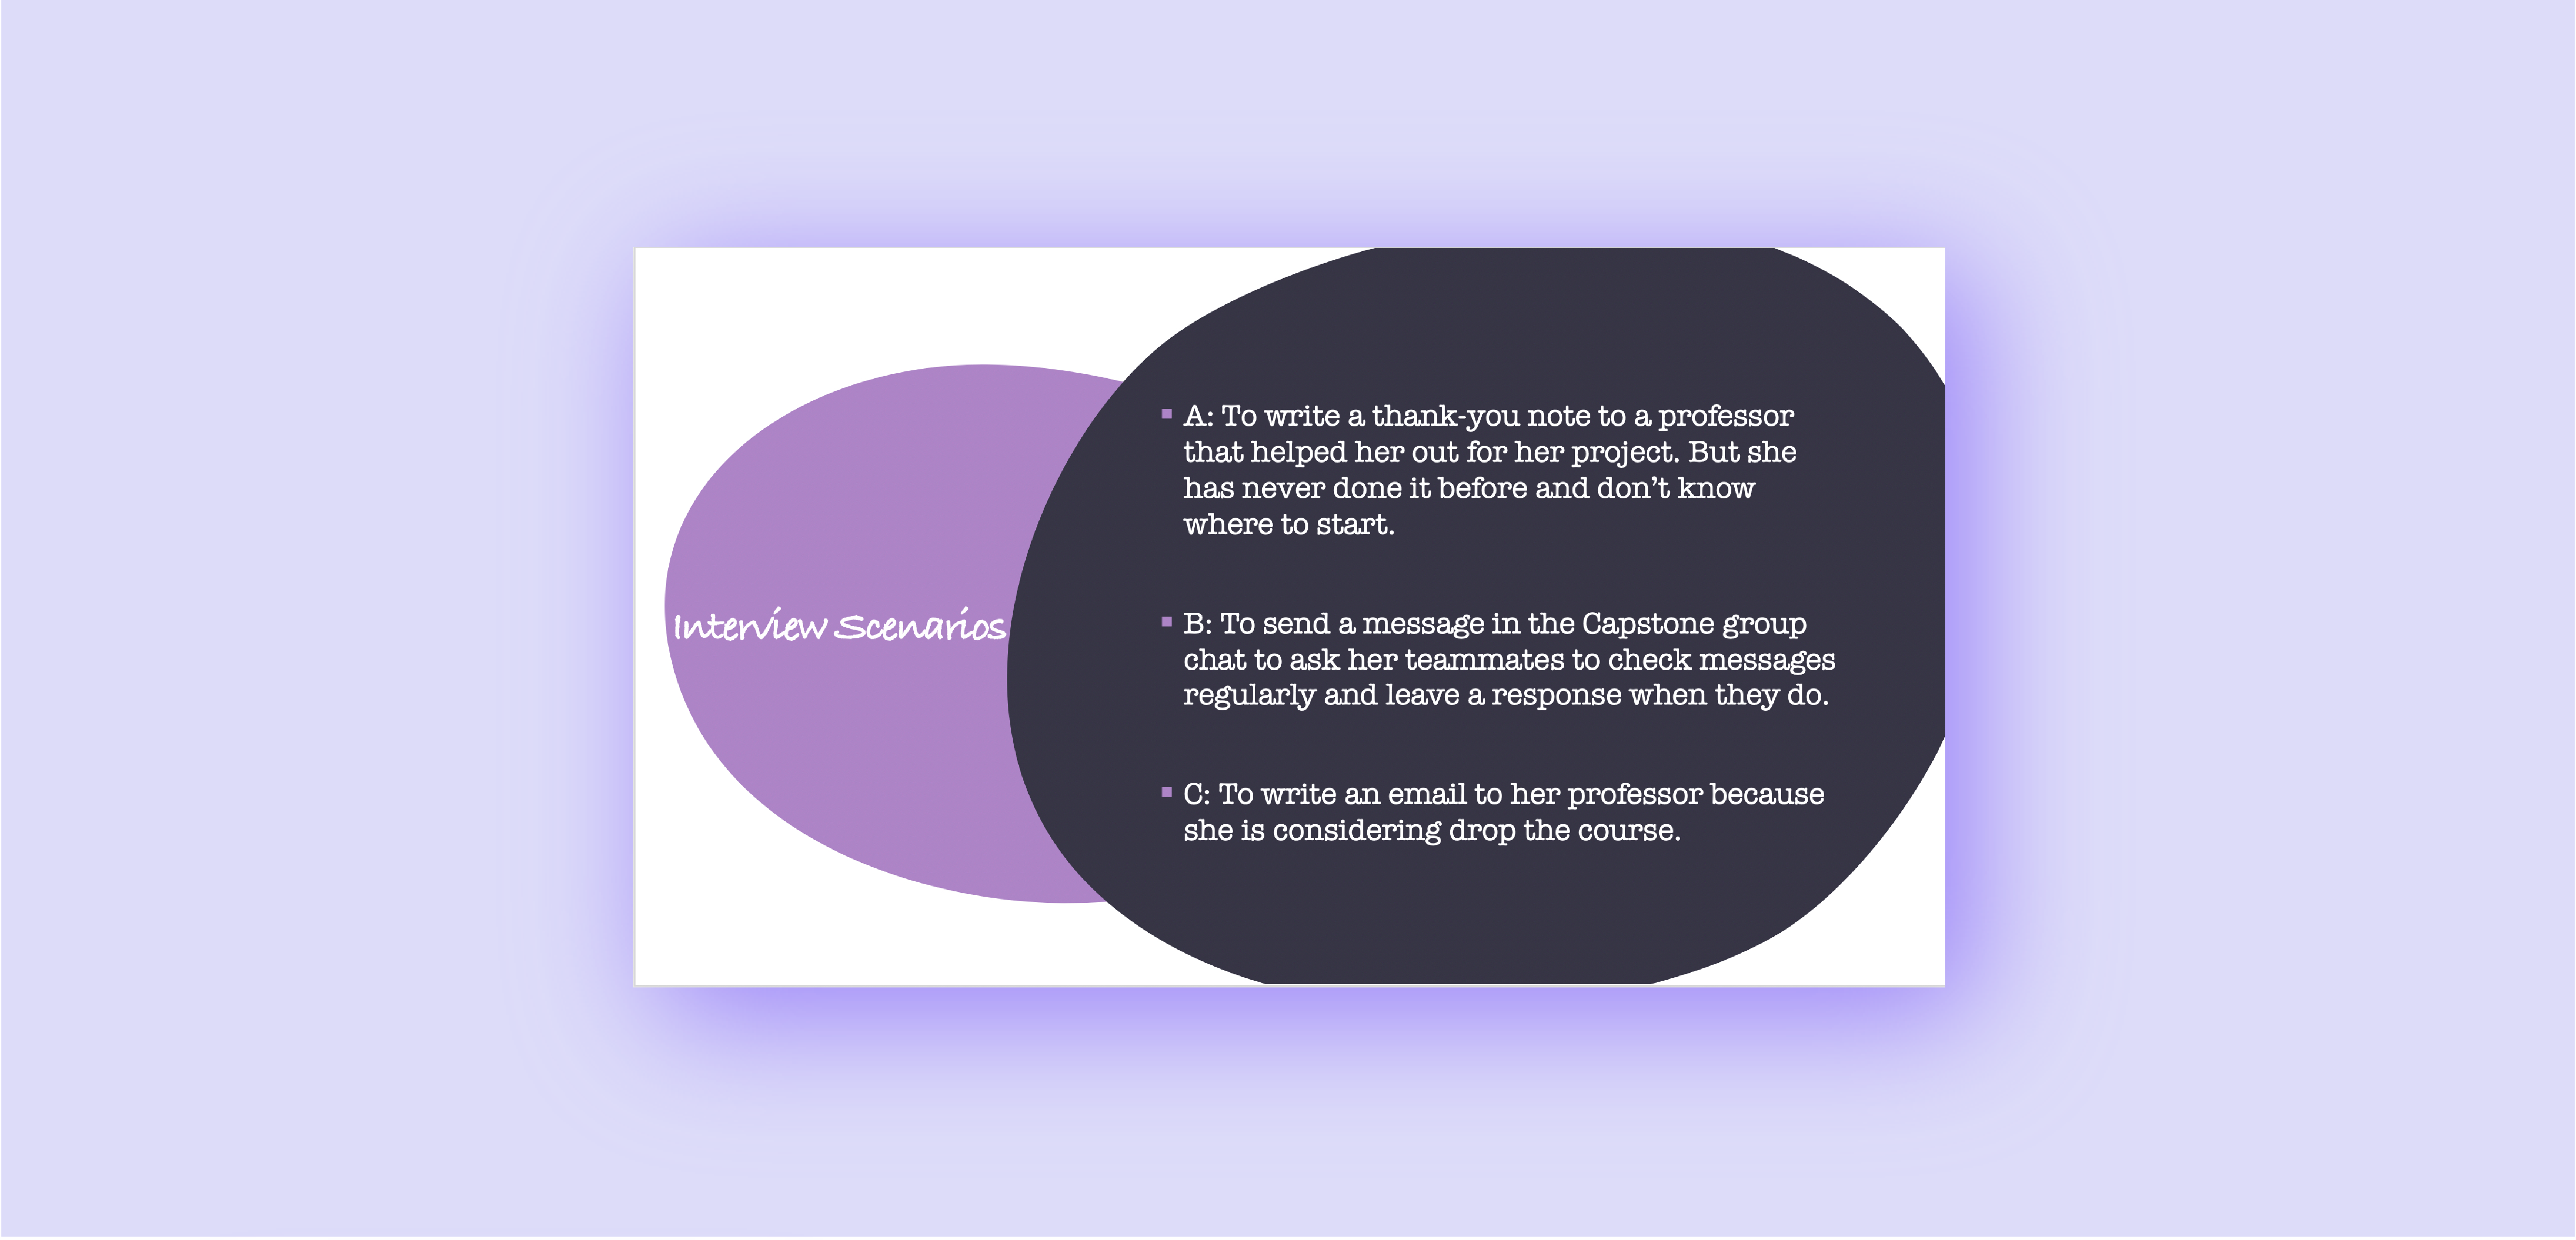 Interview Scenarios
A: To write a thank-you note to a professor
that helped her out for her project. But she
has never done it before and don’t know
where to start.
B: To send a message in the Capstone group
chat to ask her teammates to check messages
regularly and leave a response when they do.
C: To write an email to her professor because
she is considering drop the course.